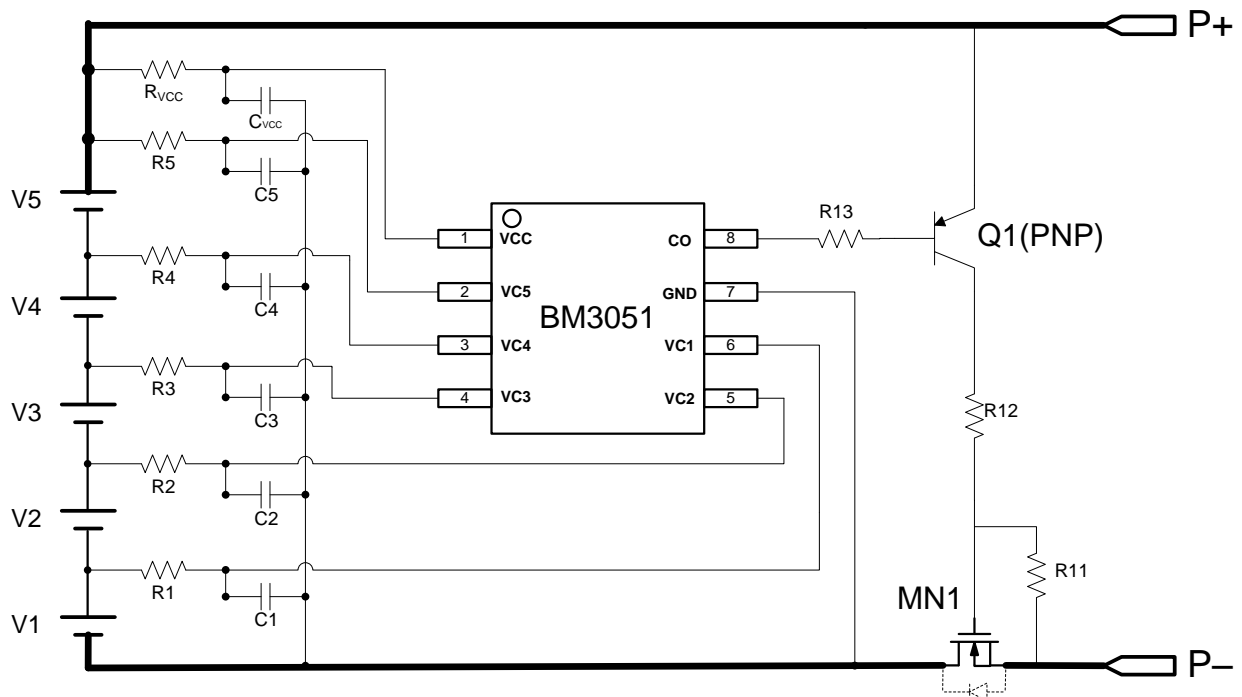 P+
RVCC
CVCC
R5
C5
V5
R13
1 VCC
CO 8
Q1(PNP)
R4
C4
2 VC5
GND 7
V4
BM3051
3 VC4
VC1 6
R3
C3
4 VC3
VC2 5
V3
R12
R2
C2
V2
R11
R1
C1
MN1
V1
P–